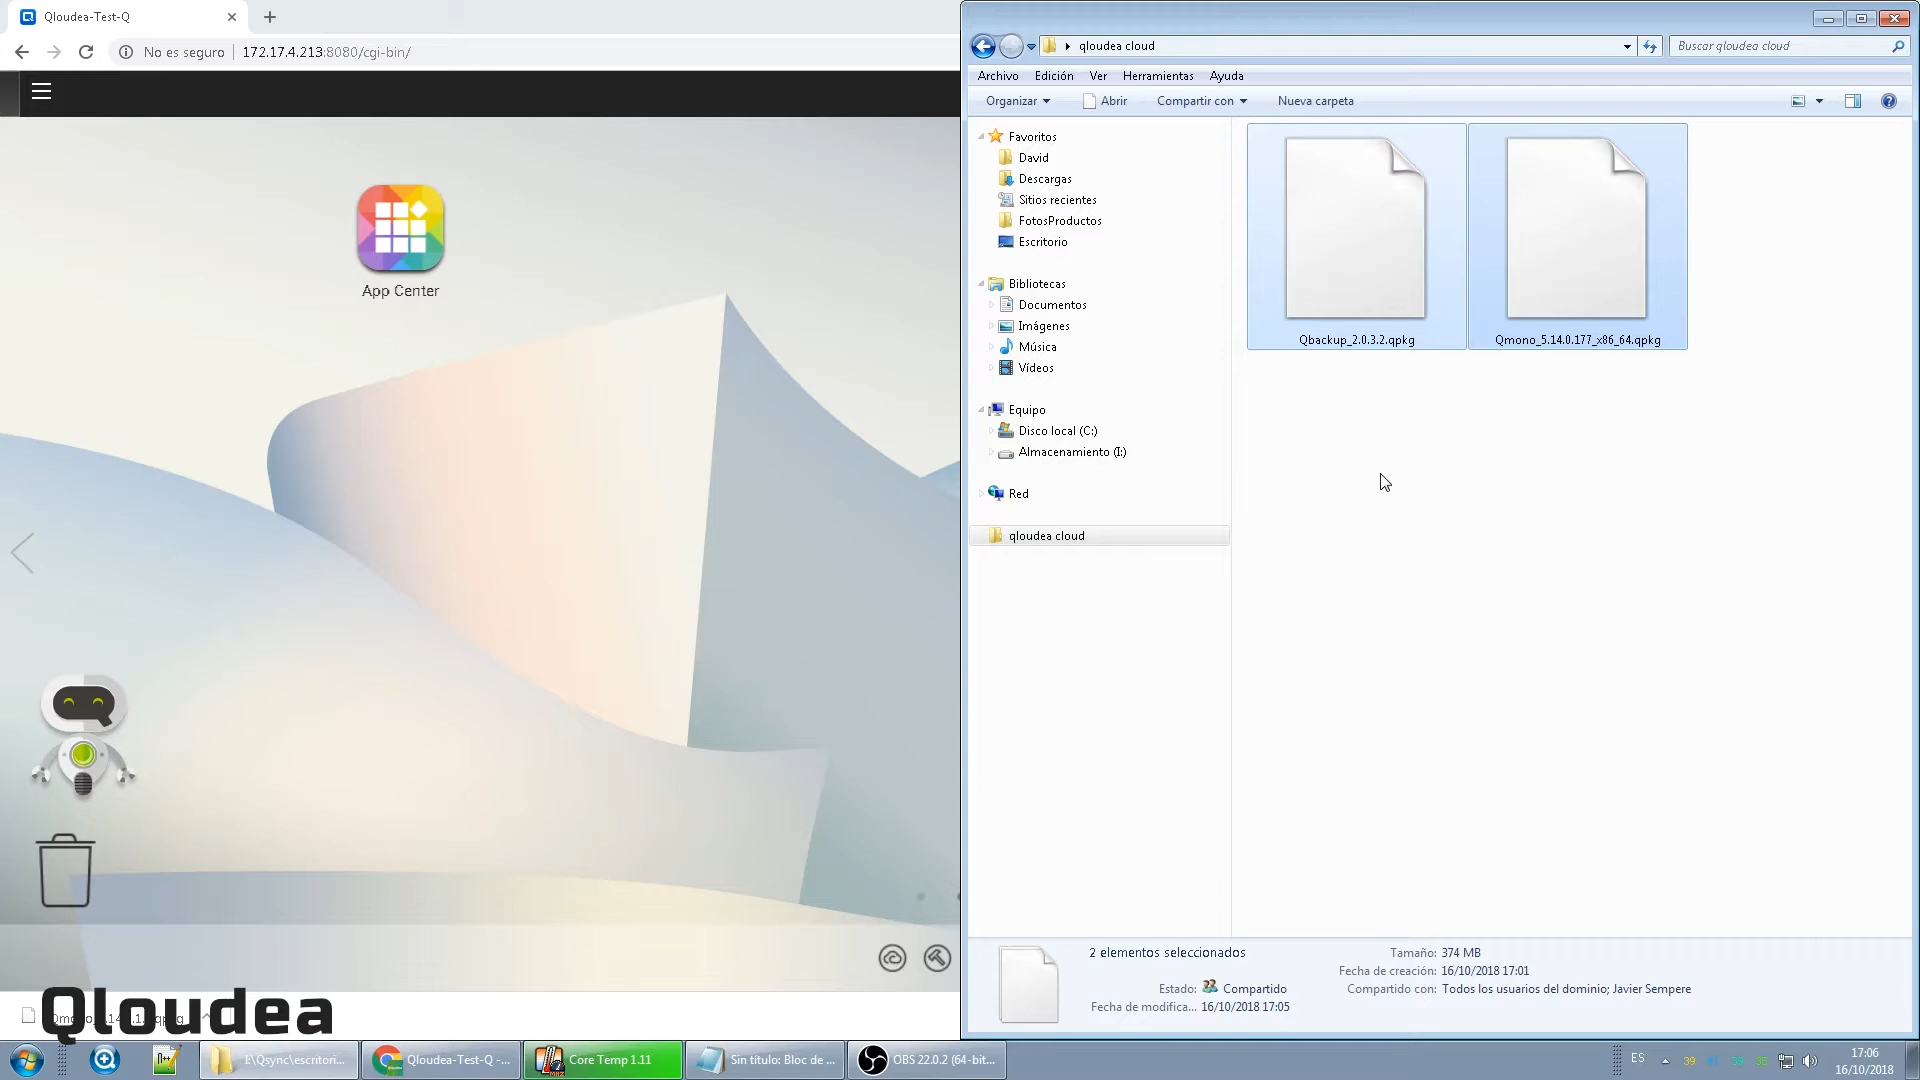 Qloudea-Test-Q
No es seguro
172.17.4.213:8080/cgi-bin/
App Center
Qloudea
qloudea cloud
Buscar qloudea cloud
Archivo
Edición
Ver
Herramientas
Ayuda
Organizar
Abrir
Compartir con
Nueva carpeta
Favoritos
David
Descargas
Sitios recientes
FotosProductos
Escritorio
Bibliotecas
Documentos
Imágenes
Música
Vídeos
Equipo
Disco local (C:)
Almacenamiento (I:)
Red
qloudea cloud
Qbackup_2.0.3.2.qpkg
Qmono_5.14.0.177_x86_64.qpkg
2 elementos seleccionados
Estado: Compartido
Fecha de modifica... 16/10/2018 17:05
Tamaño: 374 MB
Fecha de creación: 16/10/2018 17:01
Compartido con: Todos los usuarios del dominio; Javier Sempere
I:\Qsync\escritori...
Qloudea-Test-Q -...
Core Temp 1.11
Sin título: Bloc de ...
OBS 22.0.2 (64-bit...
ES
39
17:06
16/10/2018